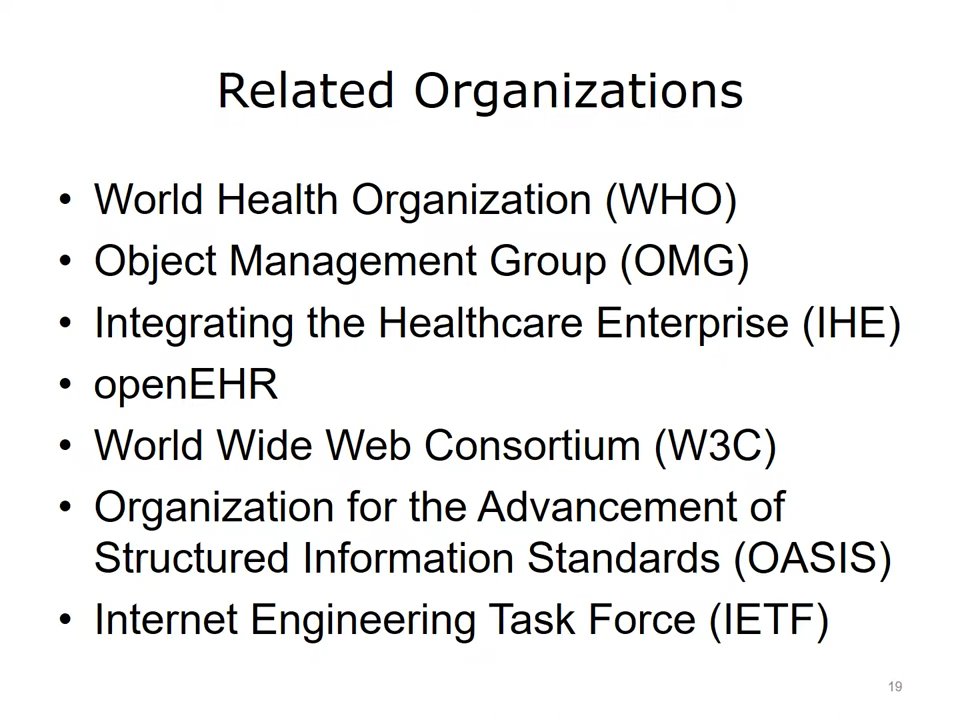 Related Organizations
• World Health Organization (WHO)
• Object Management Group (OMG)
• Integrating the Healthcare Enterprise (IHE)
• openEHR
• World Wide Web Consortium (W3C)
• Organization for the Advancement of
Structured Information Standards (OASIS)
• Internet Engineering Task Force (IETF)
19